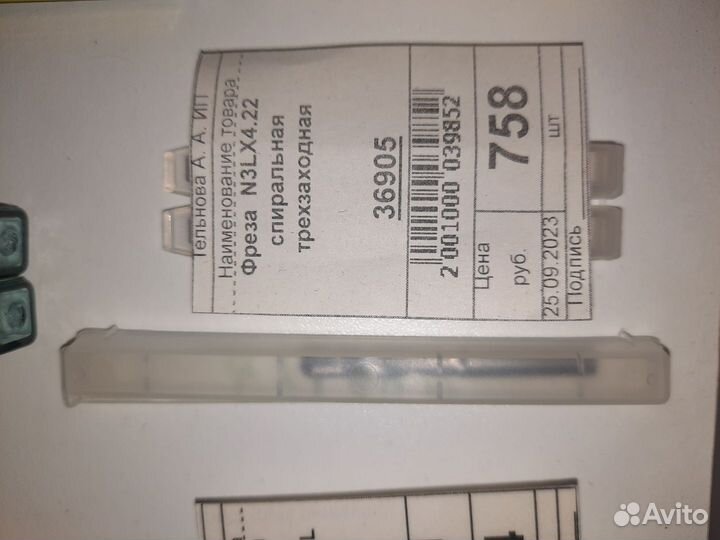 Тельнова А. А. ИП
Наименование товара
Фреза N3LX4.22
спиральная
трехзаходная
36905
2 001000 039852
Цена
руб.
758
шт
25.09.2023
Подпись
4
Avito